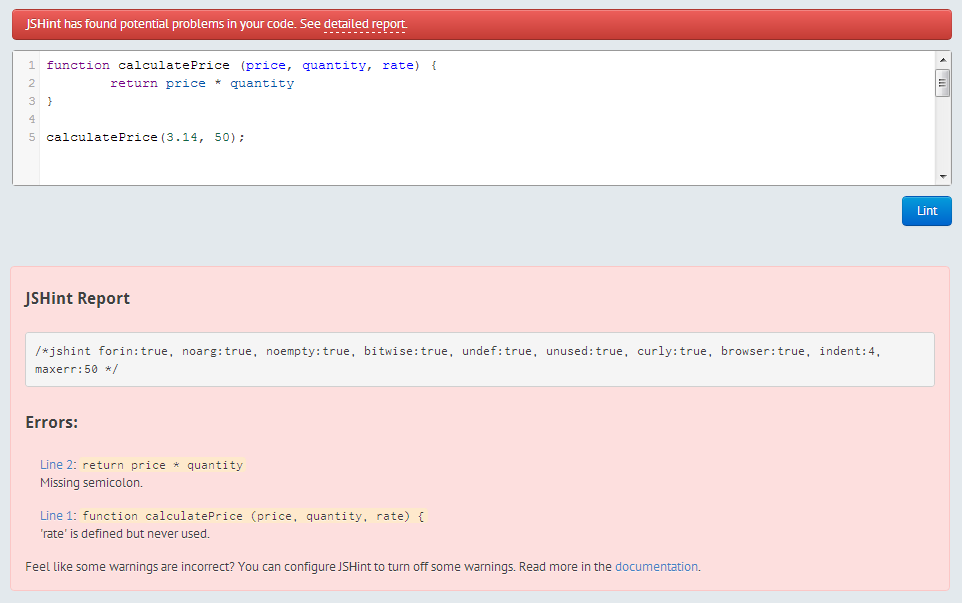 JSHint has found potential problems in your code. See detailed report.
1 function calculatePrice (price, quantity, rate) {
2 return price * quantity
3 }
4
5 calculatePrice(3.14, 50);
Lint
JSHint Report
/*jshint forin:true, noarg:true, noempty:true, bitwise:true, undef:true, unused:true, curly:true, browser:true, indent:4,
maxerr:50 */
Errors:
Line 2: return price * quantity
Missing semicolon.
Line 1: function calculatePrice (price, quantity, rate) {
'rate' is defined but never used.
Feel like some warnings are incorrect? You can configure JSHint to turn off some warnings. Read more in the documentation.